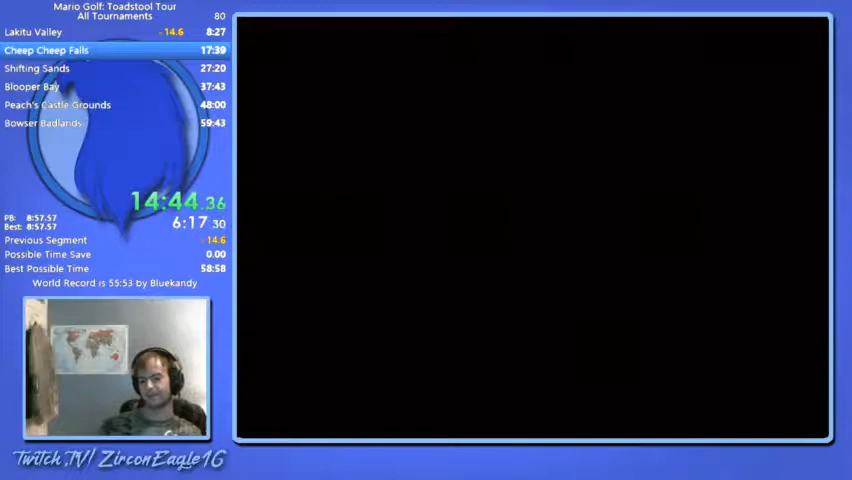 Mario Golf: Toadstool Tour
All Tournaments 80
Lakitu Valley -14.6 8:27
Cheep Cheep Falls 17:39
Shifting Sands 27:20
Blooper Bay 37:43
Peach's Castle Grounds 48:00
Bowser Badlands 59:43
14:44.36
PB: 8:57.57 6:17.30
Best: 8:57.57
Previous Segment -14.6
Possible Time Save 0.00
Best Possible Time 58:58
World Record is 55:53 by Bluekandy
Twitch.TV/ZirconEagle16